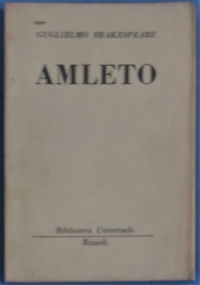 GUGLIELMO SHAKESPEARE
AMLETO
Biblioteca Universale
Rizzoli